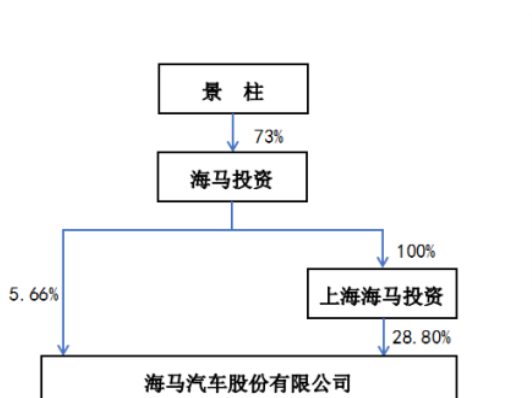 景 柱
73%
海马投资
100%
5.66%
上海海马投资
28.80%
海马汽车股份有限公司